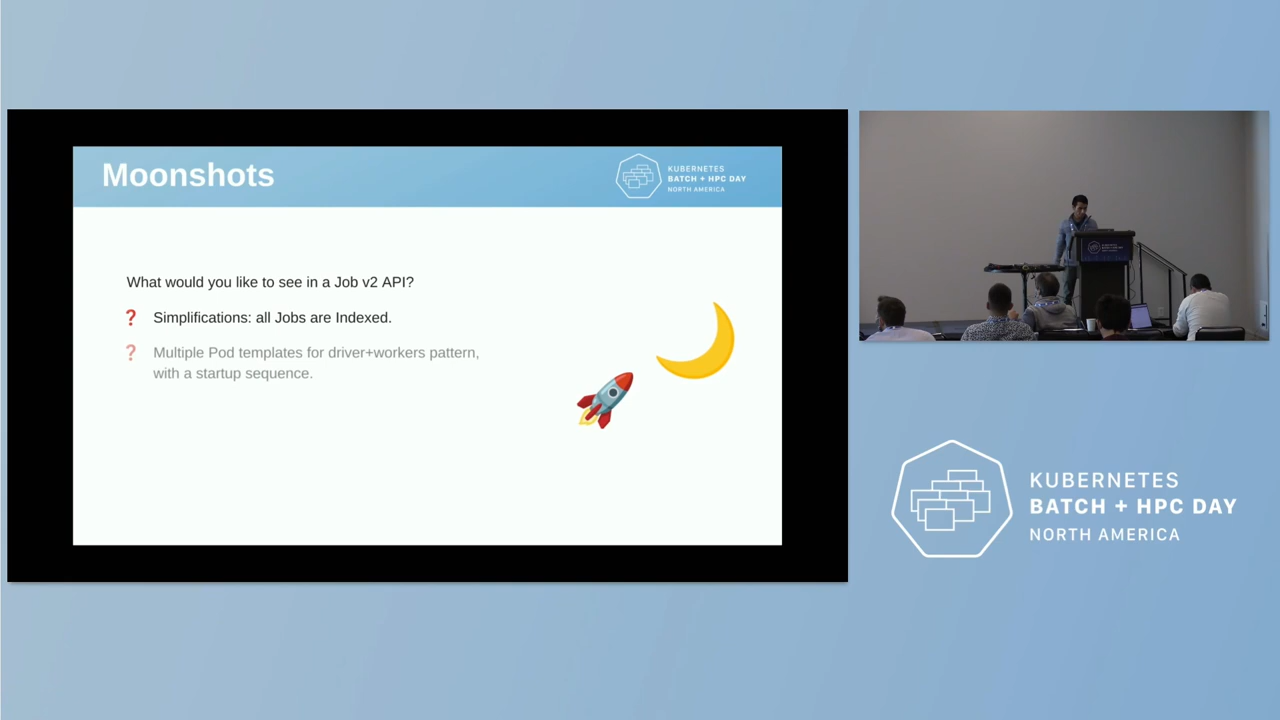 Moonshots
KUBERNETES
BATCH + HPC DAY
NORTH AMERICA
What would you like to see in a Job v2 API?
❓ Simplifications: all Jobs are Indexed.
❓ Multiple Pod templates for driver+workers pattern,
with a startup sequence.
KUBERNETES
BATCH + HPC DAY
NORTH AMERICA